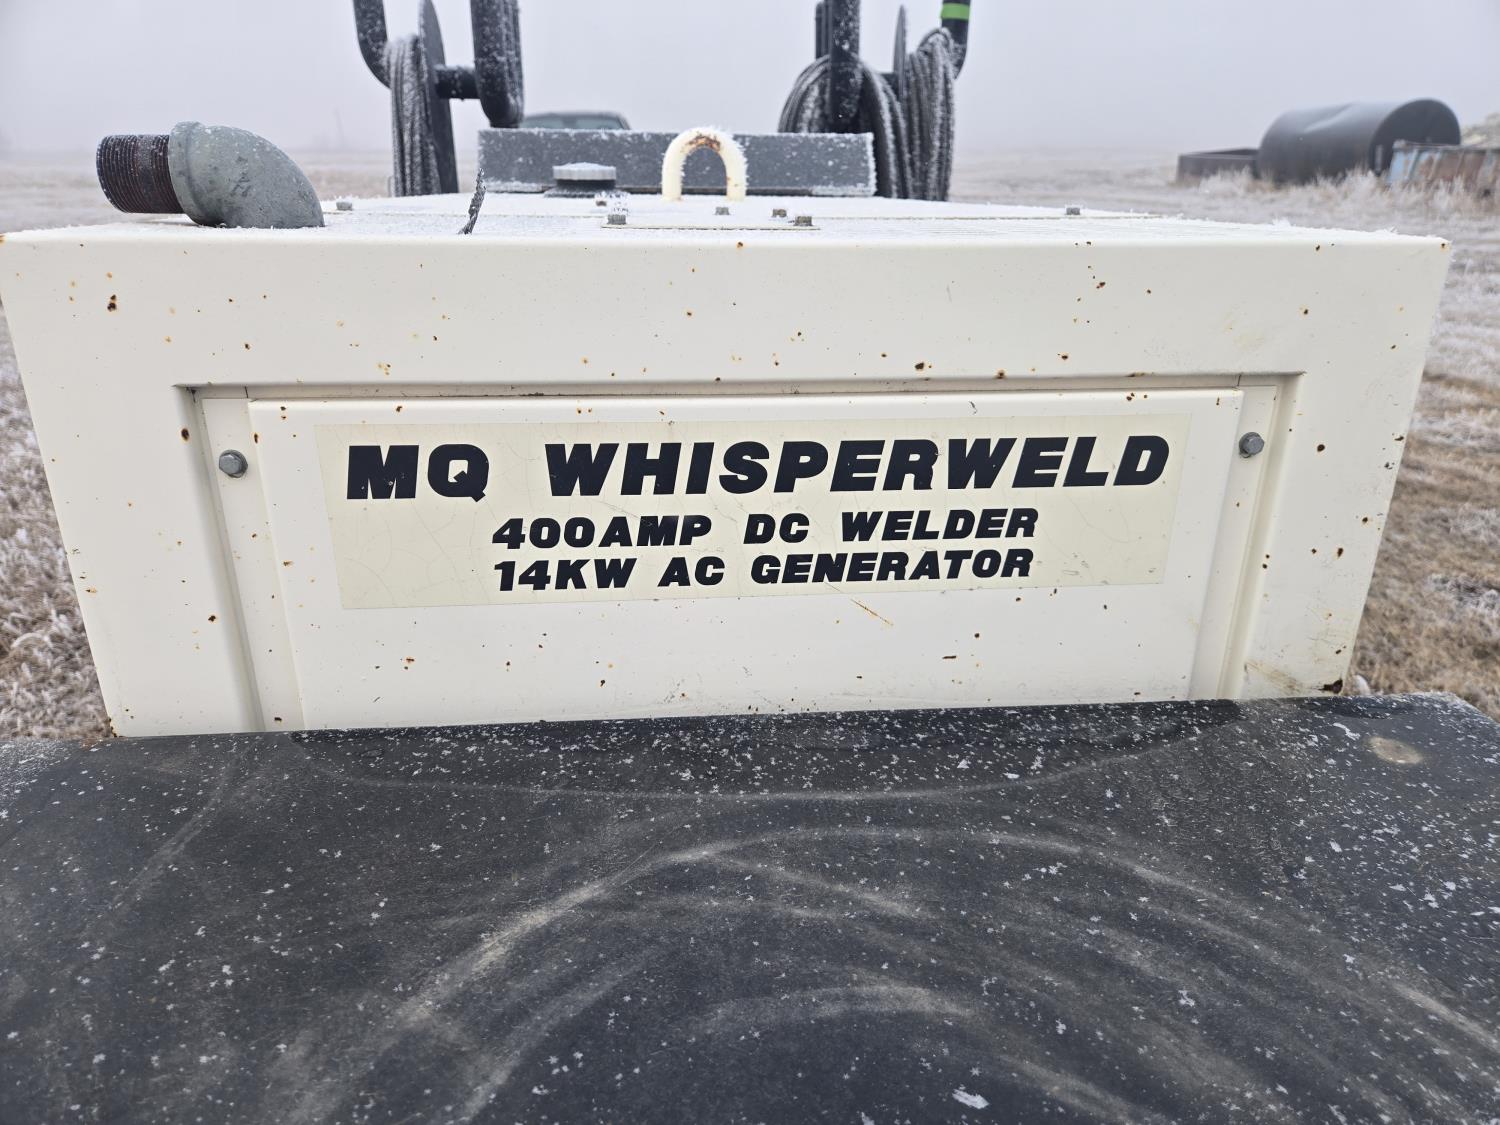 MQ WHISPERWELD
400AMP DC WELDER
14KW AC GENERATOR